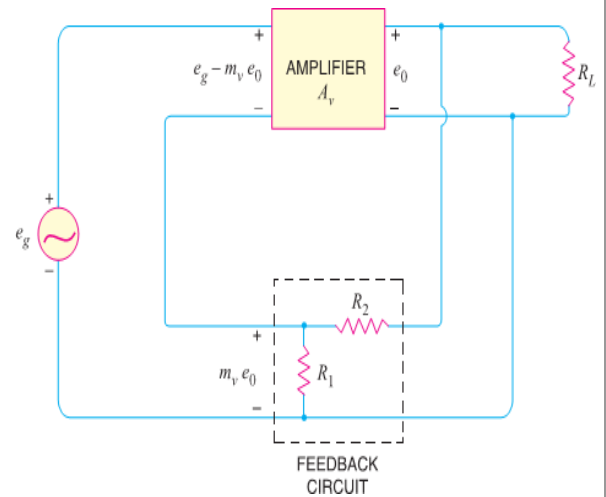 +
+
e_g – m_v e_0
AMPLIFIER
A_v
e_0
R_L
–
–
+
e_g
–
R_2
+
m_v e_0
R_1
–
FEEDBACK
CIRCUIT